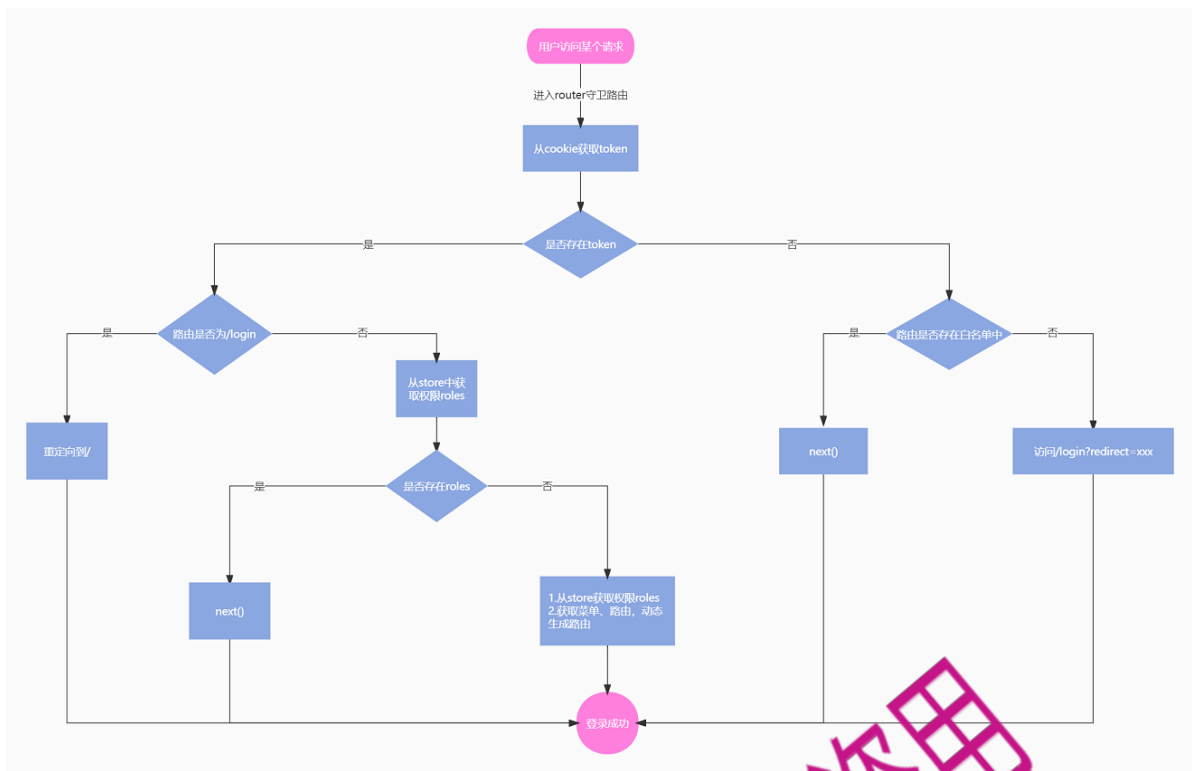 用户访问某个请求
进入router守卫路由
从cookie获取token
是否存在token
是
否
路由是否为/login
是
否
路由是否存在白名单中
是
否
从store中获
取权限roles
重定向到/
next()
访问/login?redirect=xxx
是否存在roles
是
否
next()
1.从store获取权限roles
2.获取菜单、路由，动态
生成路由
登录成功
用